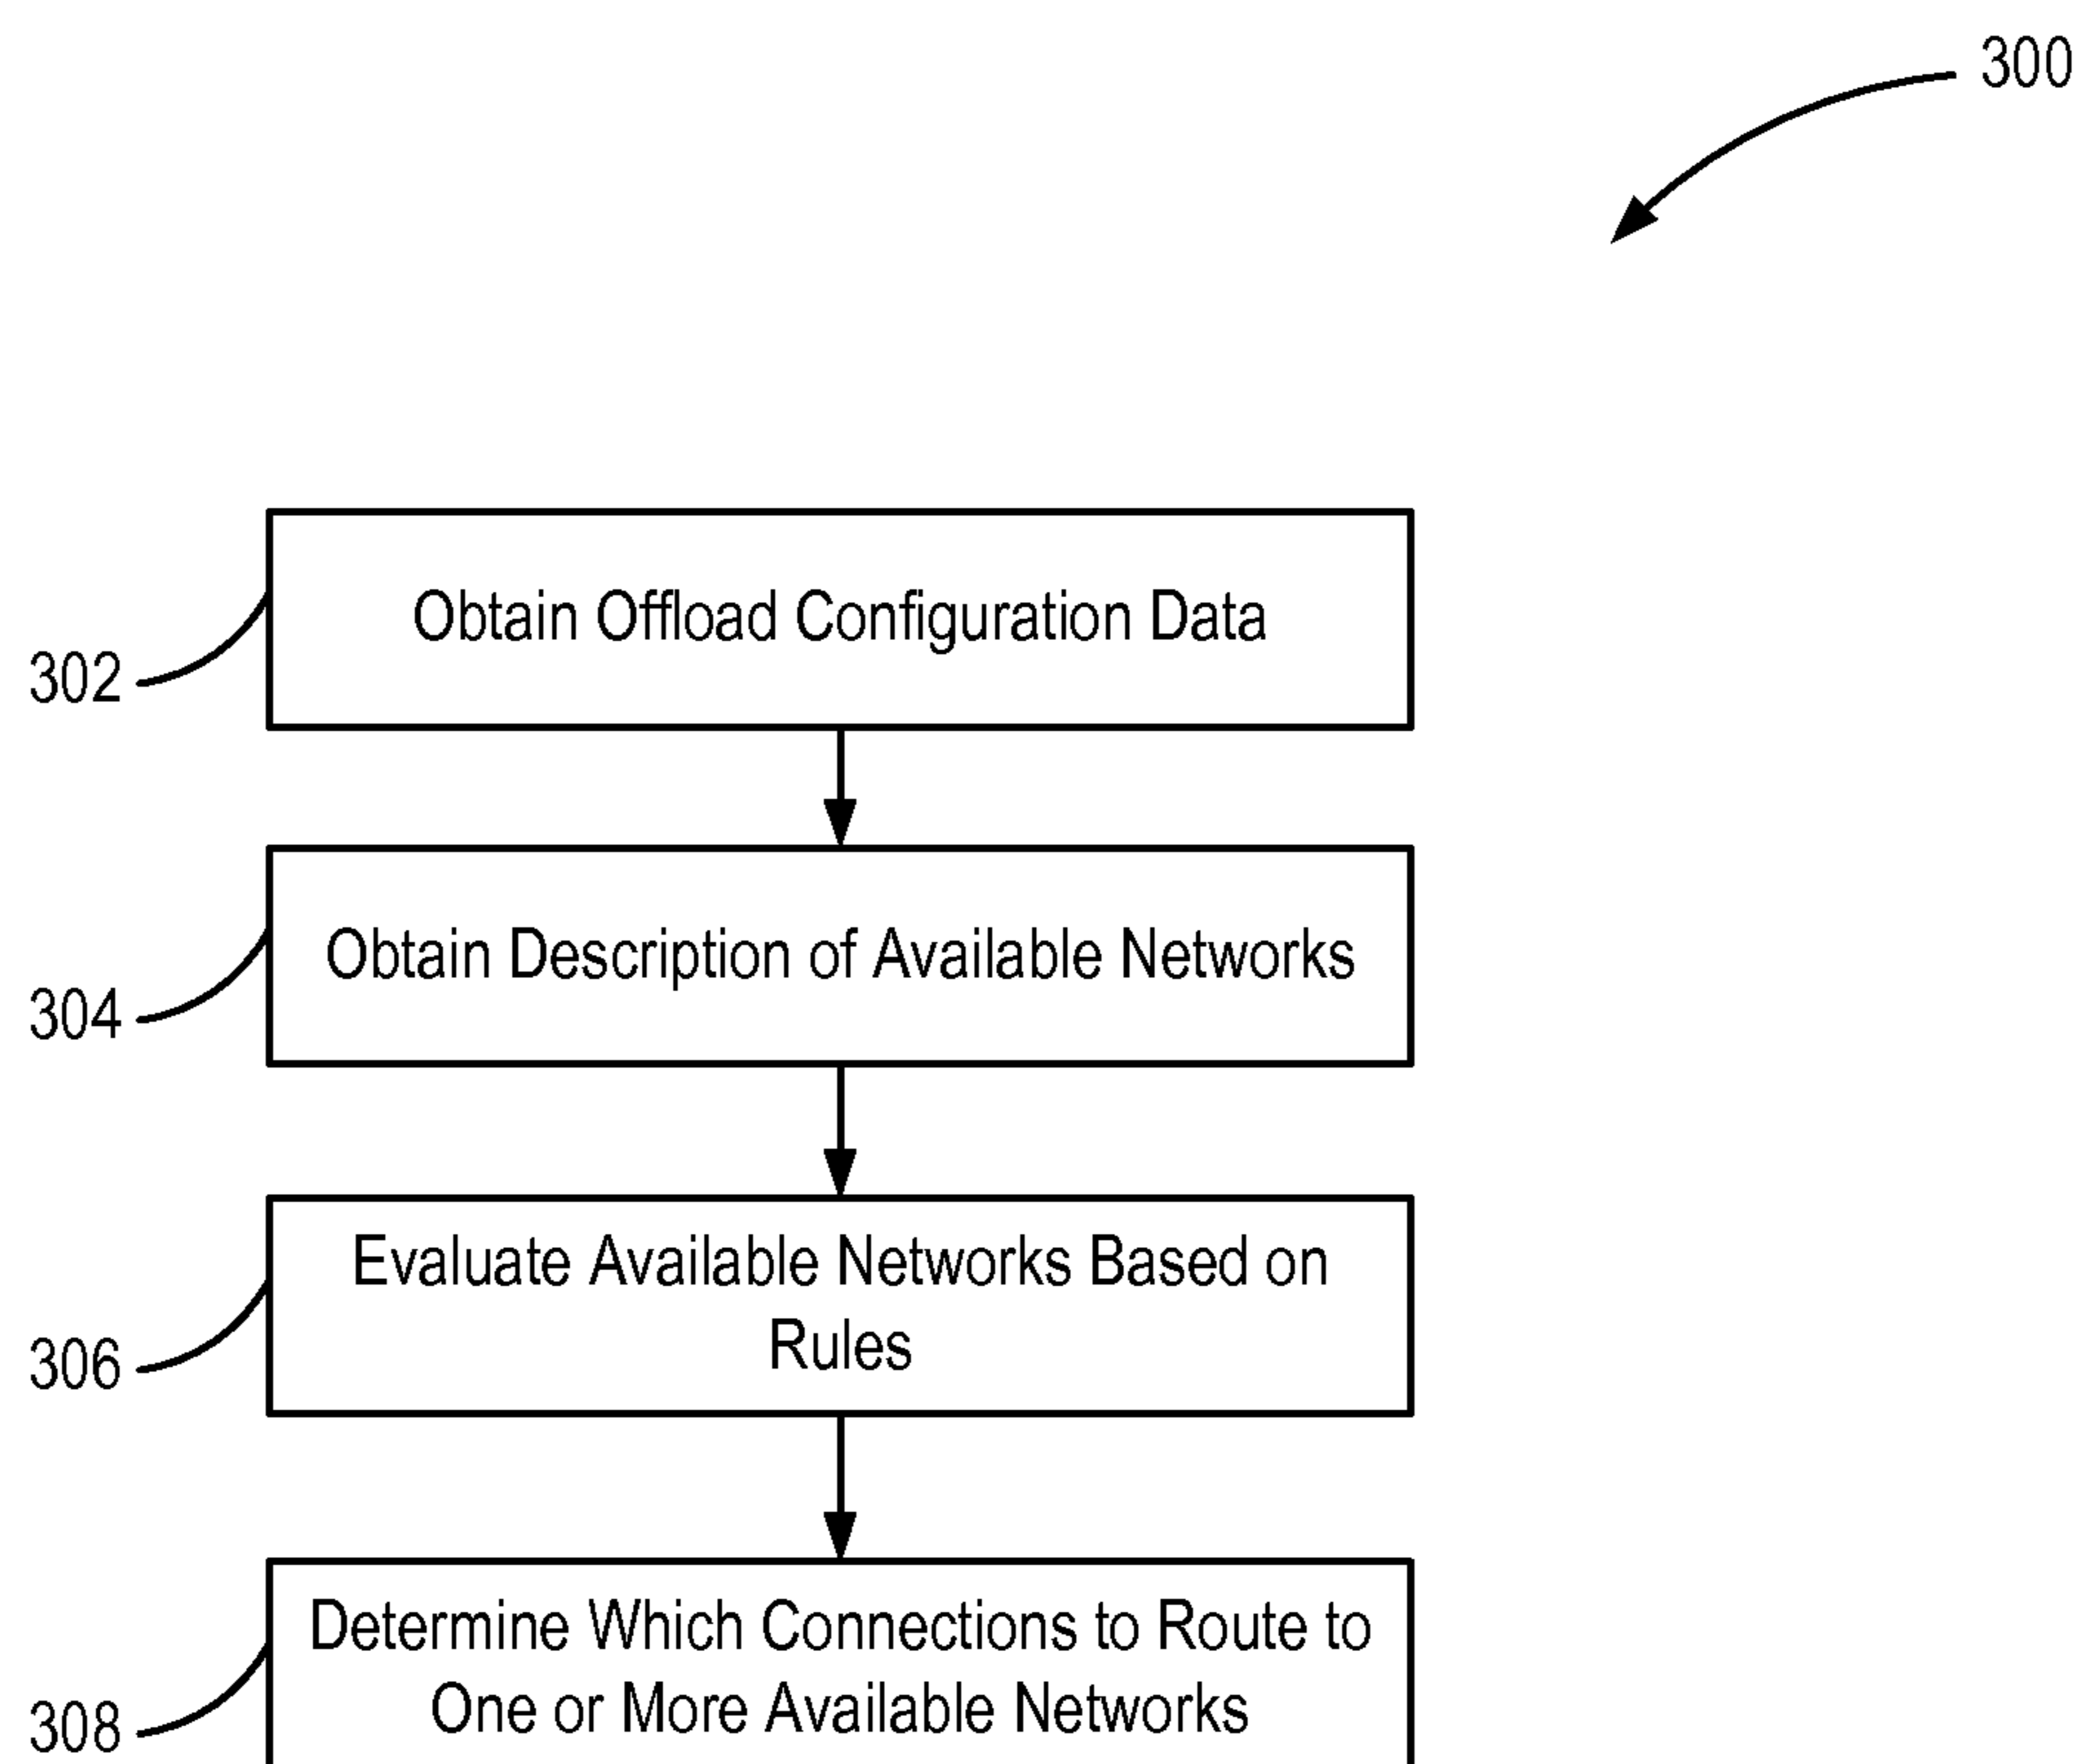 300
Obtain Offload Configuration Data
302
Obtain Description of Available Networks
304
Evaluate Available Networks Based on
Rules
306
Determine Which Connections to Route to
One or More Available Networks
308